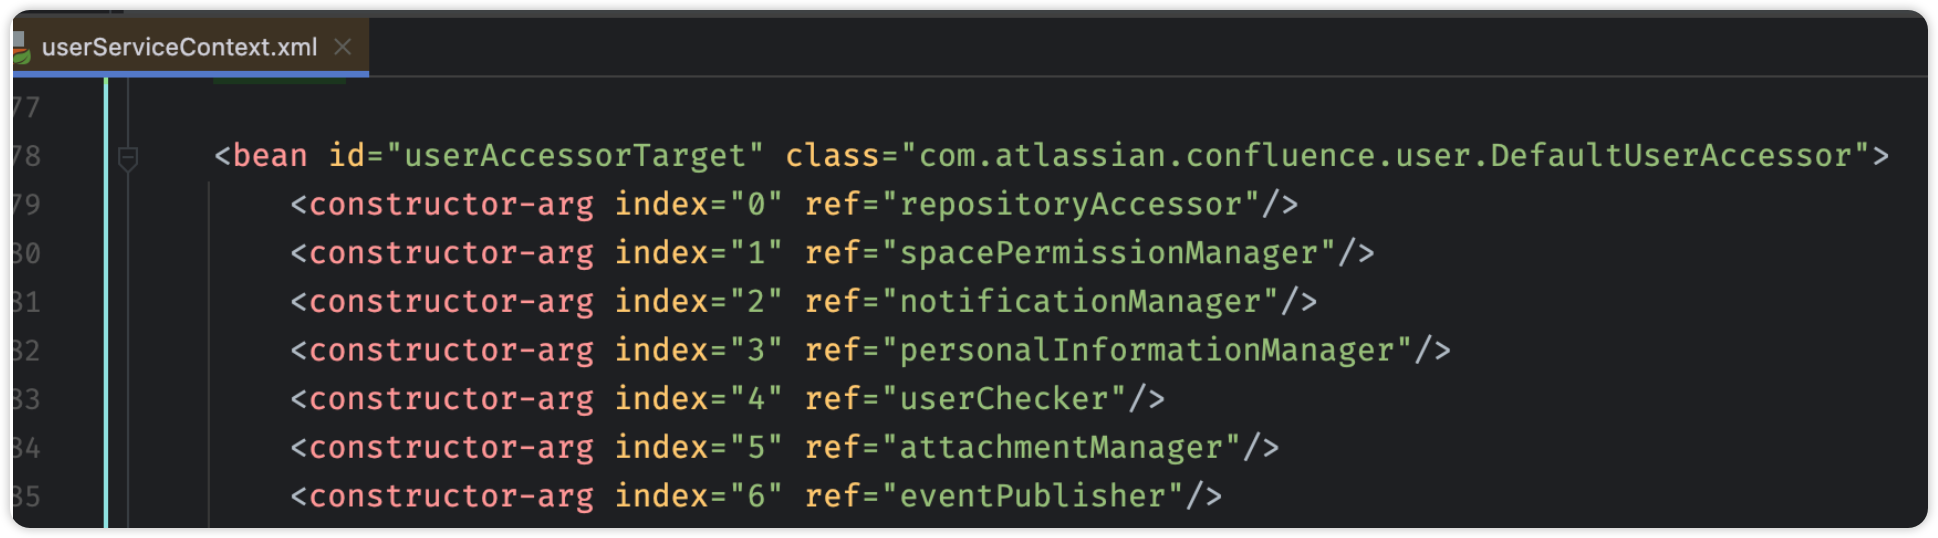 userServiceContext.xml
77
78 <bean id="userAccessorTarget" class="com.atlassian.confluence.user.DefaultUserAccessor">
79 <constructor-arg index="0" ref="repositoryAccessor"/>
80 <constructor-arg index="1" ref="spacePermissionManager"/>
81 <constructor-arg index="2" ref="notificationManager"/>
82 <constructor-arg index="3" ref="personalInformationManager"/>
83 <constructor-arg index="4" ref="userChecker"/>
84 <constructor-arg index="5" ref="attachmentManager"/>
85 <constructor-arg index="6" ref="eventPublisher"/>